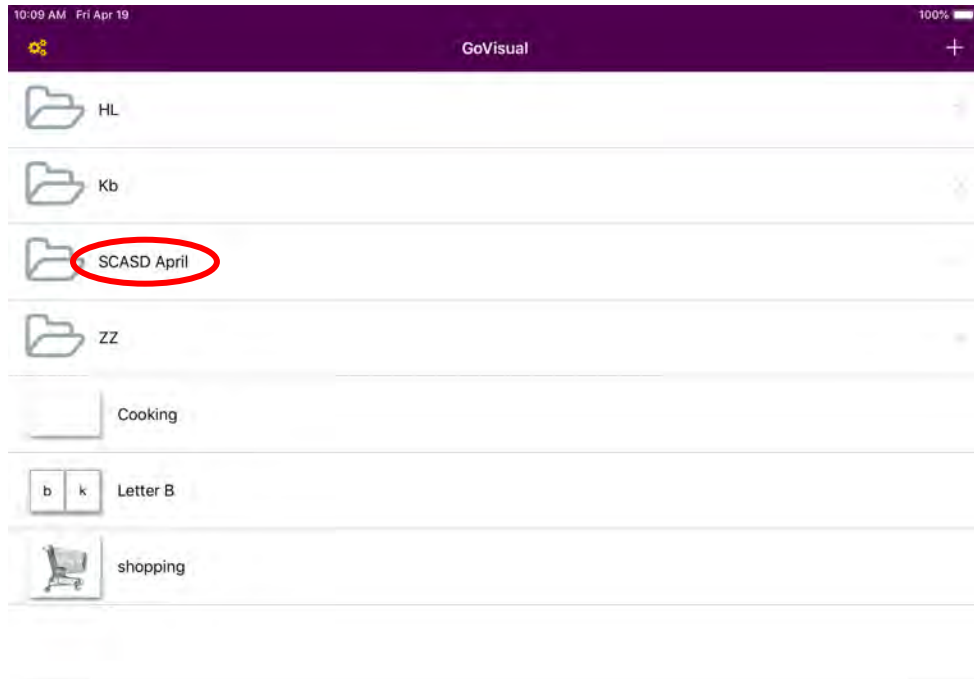 10:09 AM Fri Apr 19 100%
GoVisual
HL
Kb
SCASD April
ZZ
Cooking
b k Letter B
shopping